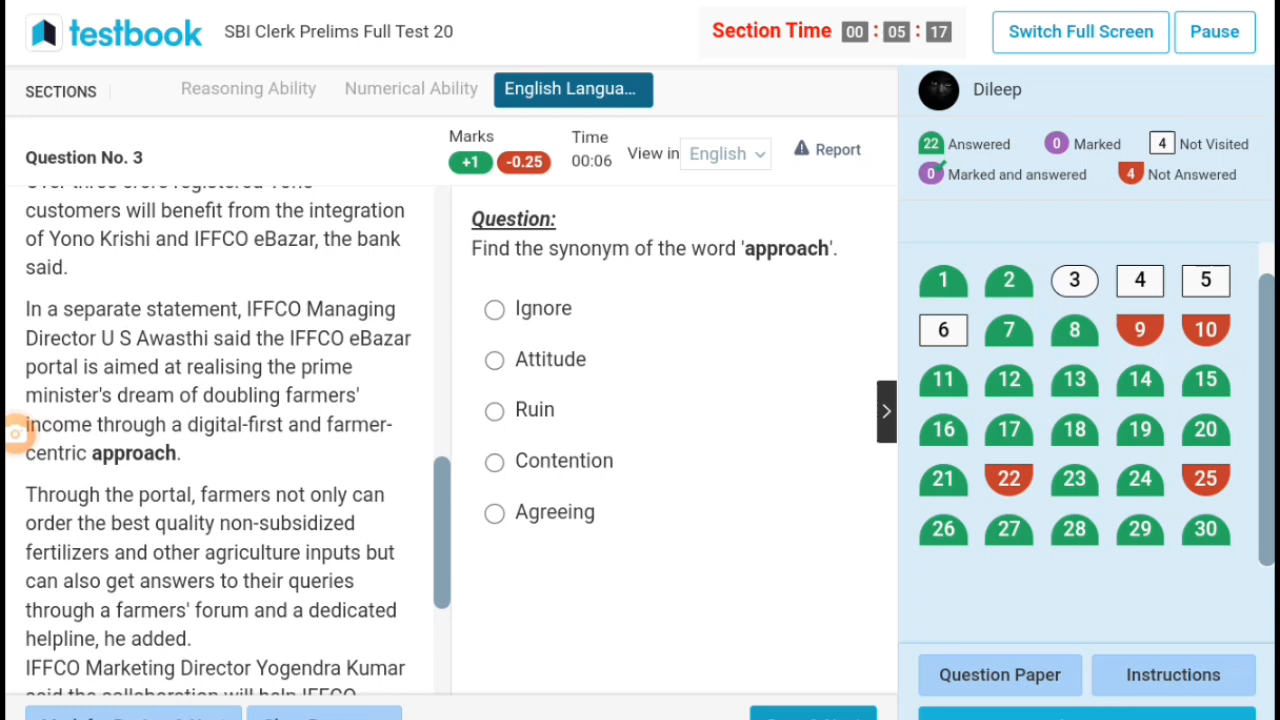 testbook
SBI Clerk Prelims Full Test 20
Section Time 00 : 05 : 17
Switch Full Screen
Pause
SECTIONS
Reasoning Ability
Numerical Ability
English Langua...
Dileep
Question No. 3
Marks
+1 -0.25
Time
00:06
View in English
Report
22 Answered
0 Marked
4 Not Visited
0 Marked and answered
4 Not Answered
customers will benefit from the integration
of Yono Krishi and IFFCO eBazar, the bank
said.
In a separate statement, IFFCO Managing
Director U S Awasthi said the IFFCO eBazar
portal is aimed at realising the prime
minister's dream of doubling farmers'
income through a digital-first and farmer-
centric approach.
Through the portal, farmers not only can
order the best quality non-subsidized
fertilizers and other agriculture inputs but
can also get answers to their queries
through a farmers' forum and a dedicated
helpline, he added.
IFFCO Marketing Director Yogendra Kumar
Question:
Find the synonym of the word 'approach'.
Ignore
Attitude
Ruin
Contention
Agreeing
1 2 3 4 5
6 7 8 9 10
11 12 13 14 15
16 17 18 19 20
21 22 23 24 25
26 27 28 29 30
Question Paper
Instructions